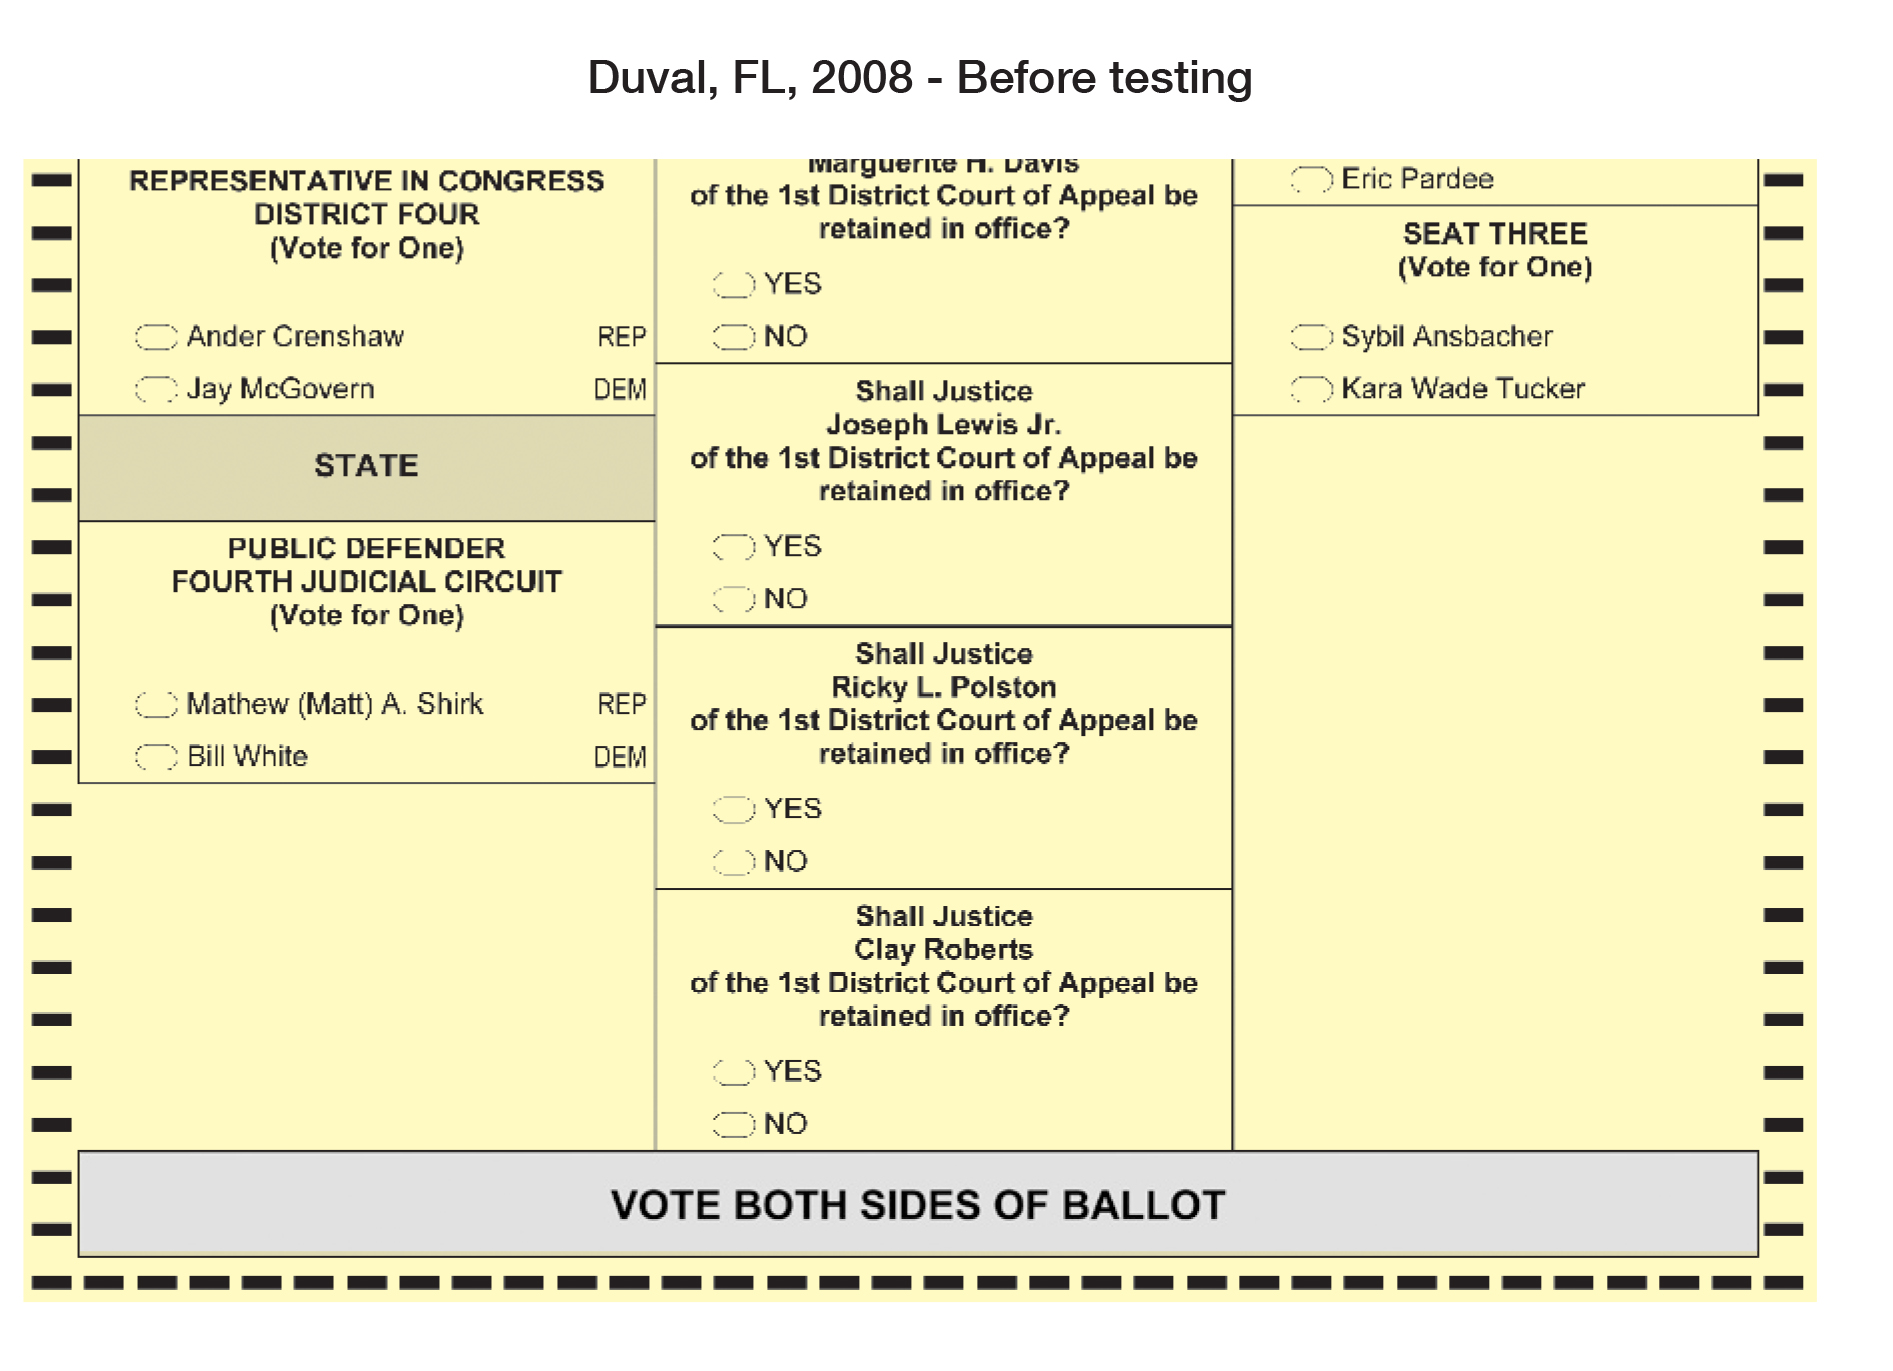 Duval, FL, 2008 - Before testing
REPRESENTATIVE IN CONGRESS
DISTRICT FOUR
(Vote for One)
Ander Crenshaw REP
Jay McGovern DEM
STATE
PUBLIC DEFENDER
FOURTH JUDICIAL CIRCUIT
(Vote for One)
Mathew (Matt) A. Shirk REP
Bill White DEM
Marguerite H. Davis
of the 1st District Court of Appeal be
retained in office?
YES
NO
Shall Justice
Joseph Lewis Jr.
of the 1st District Court of Appeal be
retained in office?
YES
NO
Shall Justice
Ricky L. Polston
of the 1st District Court of Appeal be
retained in office?
YES
NO
Shall Justice
Clay Roberts
of the 1st District Court of Appeal be
retained in office?
YES
NO
Eric Pardee
SEAT THREE
(Vote for One)
Sybil Ansbacher
Kara Wade Tucker
VOTE BOTH SIDES OF BALLOT